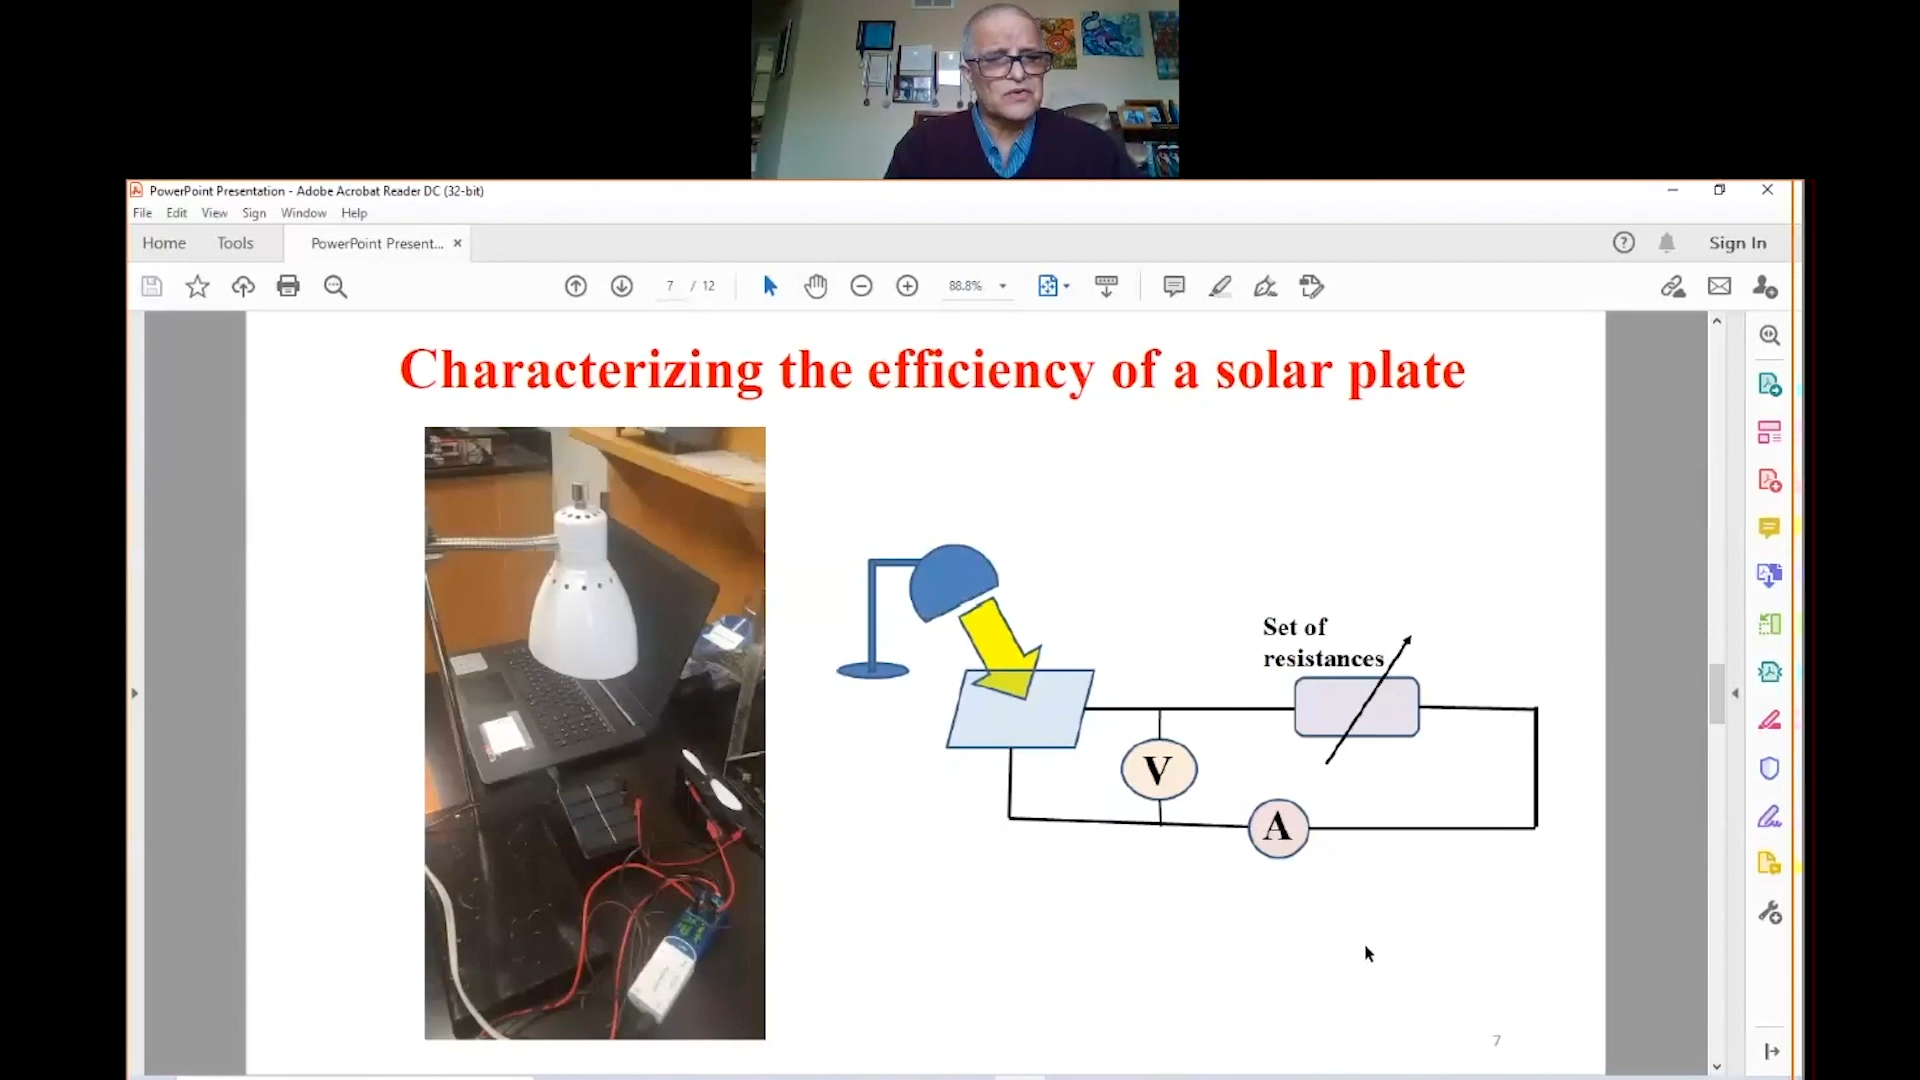 PowerPoint Presentation - Adobe Acrobat Reader DC (32-bit)
File Edit View Sign Window Help
Home Tools PowerPoint Present... Sign In
7 / 12 88.8%
Characterizing the efficiency of a solar plate
Set of
resistances
V
A
7